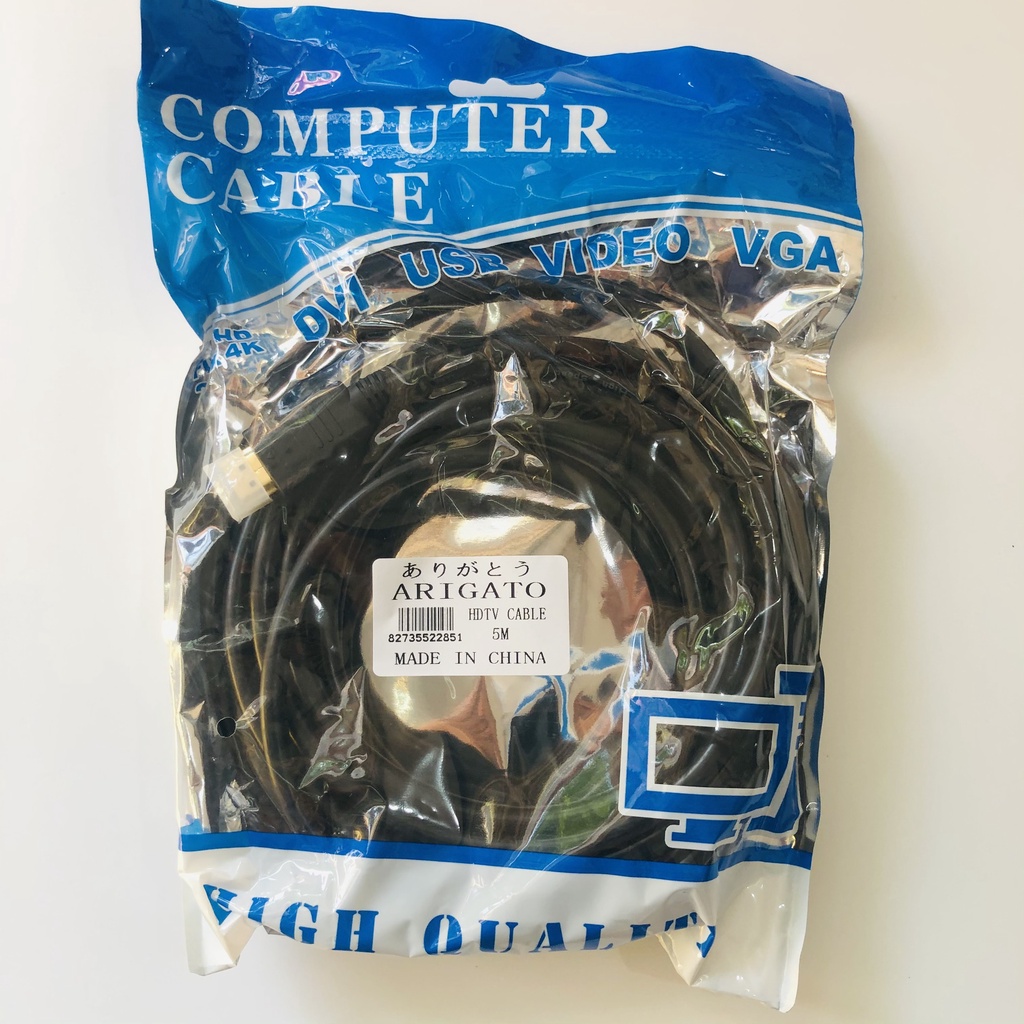 COMPUTER
CABLE
DVI USB VIDEO VGA
HD
4K
ありがとう
ARIGATO
HDTV CABLE
82735522851 5M
MADE IN CHINA
HIGH QUALITY